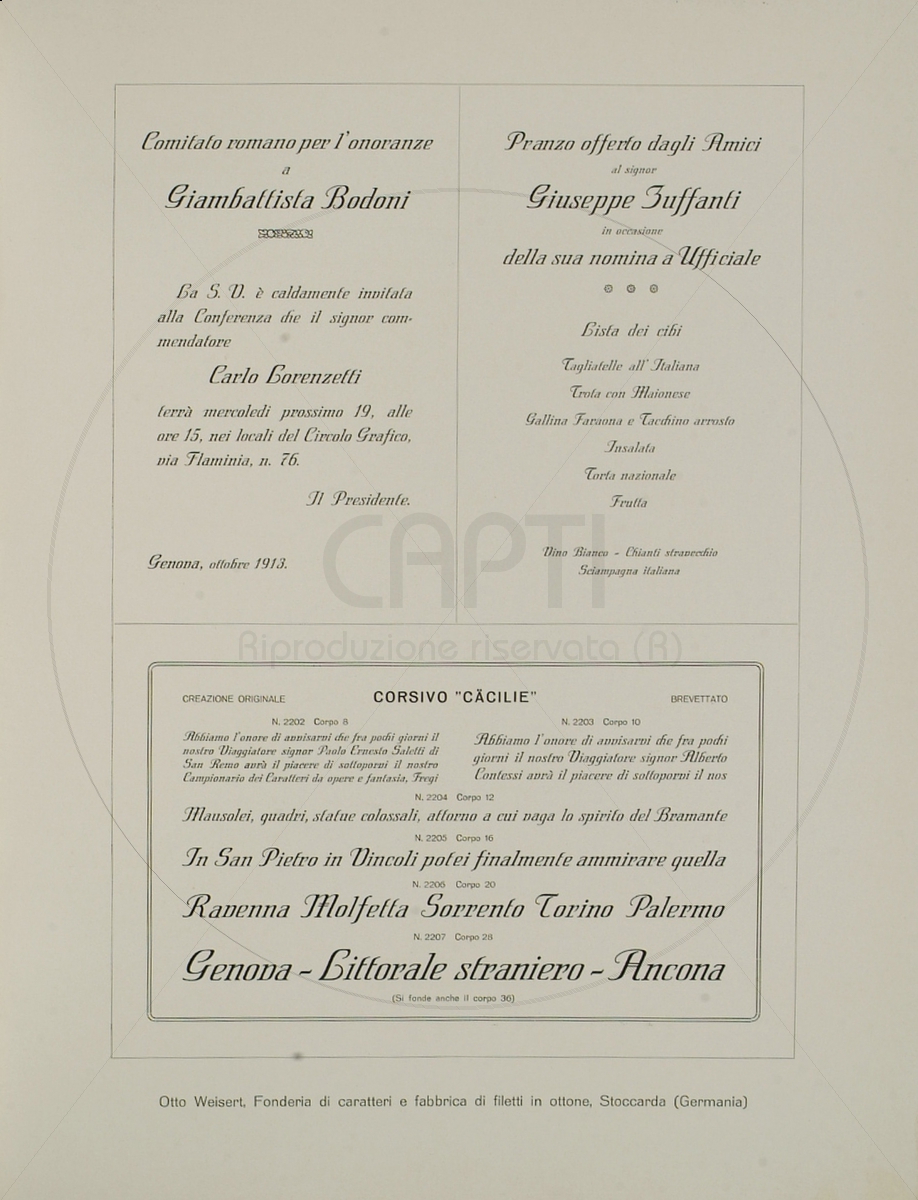 Comitato romano per l'onoranze
a
Giambattista Bodoni
La S. V. è caldamente invitata
alla Conferenza che il signor com-
mendatore
Carlo Lorenzetti
terrà mercoledi prossimo 19, alle
ore 15, nei locali del Circolo Grafico,
via Flaminia, n. 76.
Il Presidente.
Genova, ottobre 1913.
Pranzo offerto dagli Amici
al signor
Giuseppe Zuffanti
in occasione
della sua nomina a Ufficiale
Lista dei cibi
Tagliatelle all' Italiana
Trota con Maionese
Gallina Faraona e Tacchino arrosto
Insalata
Torta nazionale
Frutta
Vino Bianco - Chianti stravecchio
Sciampagna italiana
CAPTI
Riproduzione riservata (R)
CREAZIONE ORIGINALE CORSIVO "CÄCILIE" BREVETTATO
N. 2202 Corpo 8
Abbiamo l'onore di avvisarvi che fra pochi giorni il
nostro Viaggiatore signor Paolo Ernesto Saletti di
San Remo avrà il piacere di sottoporvi il nostro
Campionario dei Caratteri da opere e fantasia, Fregi
N. 2203 Corpo 10
Abbiamo l'onore di avvisarvi che fra pochi
giorni il nostro Viaggiatore signor Alberto
Contessi avrà il piacere di sottoporvi il nos
N. 2204 Corpo 12
Mausolei, quadri, statue colossali, attorno a cui vaga lo spirito del Bramante
N. 2205 Corpo 16
In San Pietro in Vincoli potei finalmente ammirare quella
N. 2206 Corpo 20
Ravenna Molfetta Sorrento Torino Palermo
N. 2207 Corpo 28
Genova - Littorale straniero - Ancona
(Si fonde anche il corpo 36)
Otto Weisert, Fonderia di caratteri e fabbrica di filetti in ottone, Stoccarda (Germania)